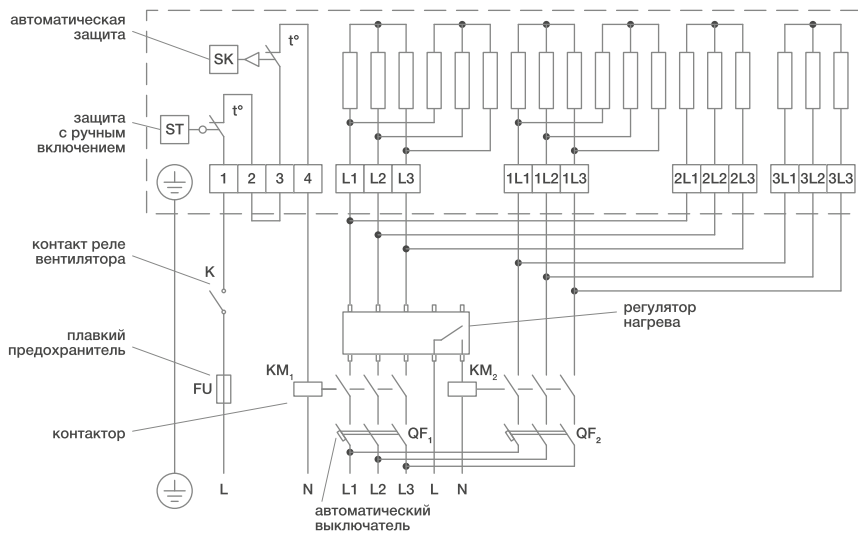 автоматическая
защита
SK
t°
защита
с ручным
включением
ST
t°
1 2 3 4 L1 L2 L3 1L1 1L2 1L3 2L1 2L2 2L3 3L1 3L2 3L3
контакт реле
вентилятора
K
регулятор
нагрева
плавкий
предохранитель
FU
KM1
KM2
контактор
QF1
QF2
L N L1 L2 L3 L N
автоматический
выключатель